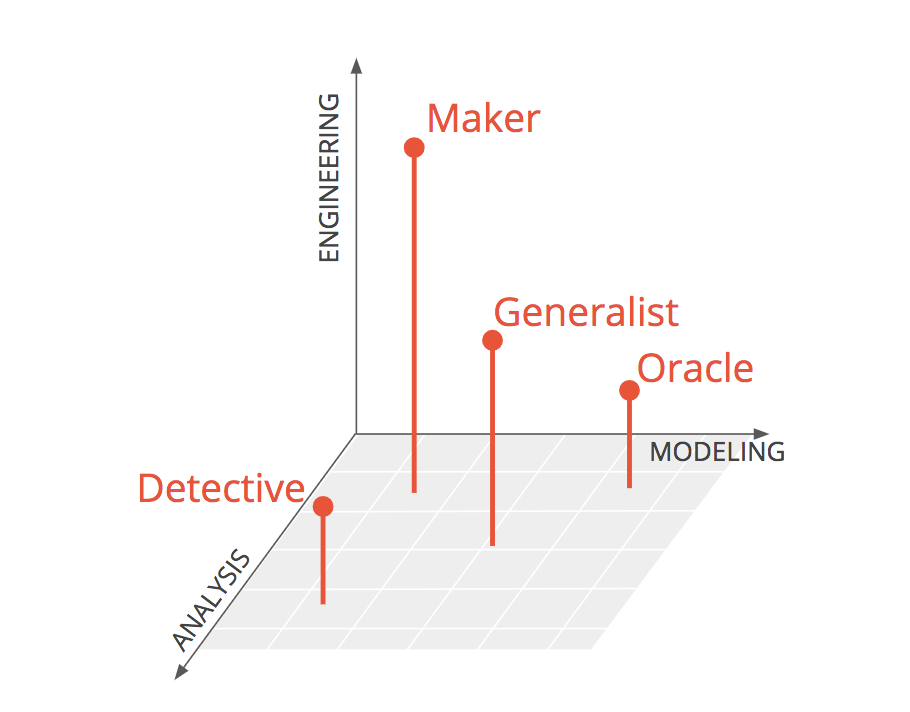 Maker
ENGINEERING
Generalist
Oracle
MODELING
Detective
ANALYSIS